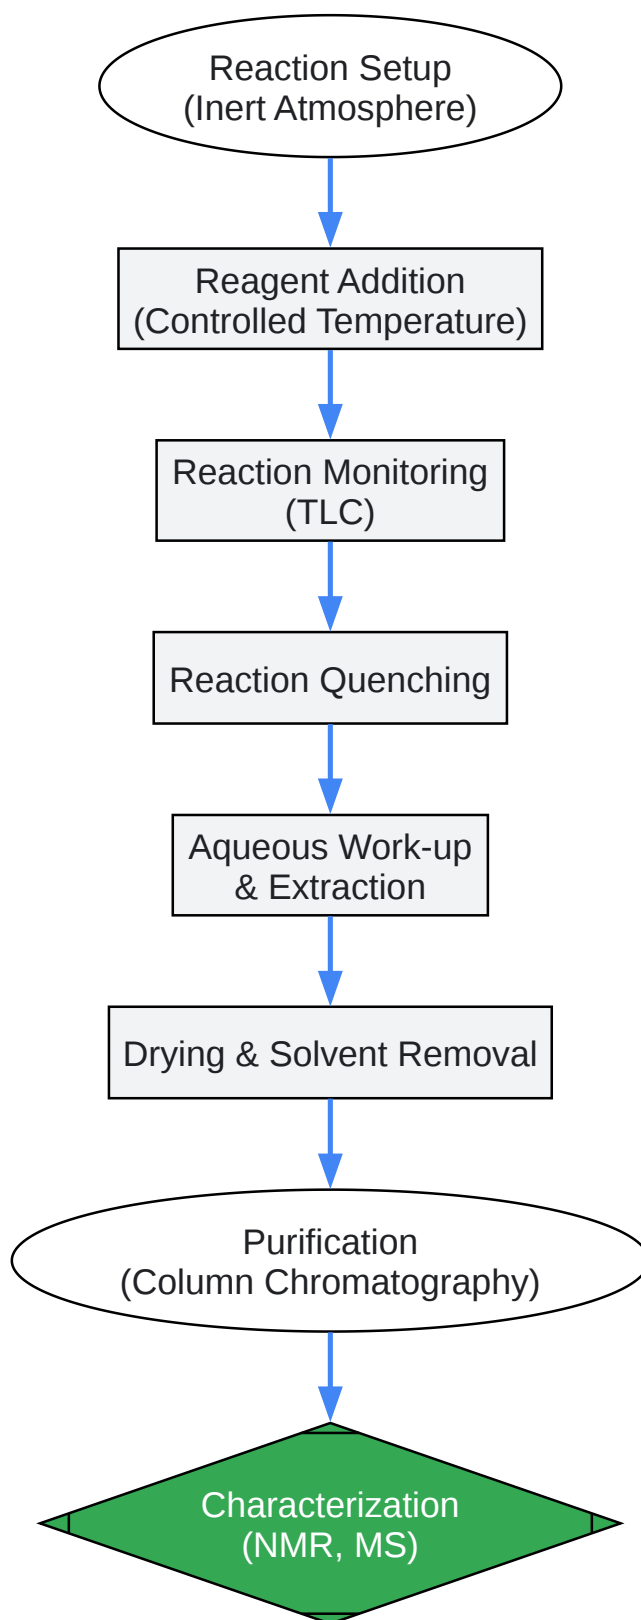 Reaction Setup
(Inert Atmosphere)
Reagent Addition
(Controlled Temperature)
Reaction Monitoring
(TLC)
Reaction Quenching
Aqueous Work-up
& Extraction
Drying & Solvent Removal
Purification
(Column Chromatography)
Characterization
(NMR, MS)